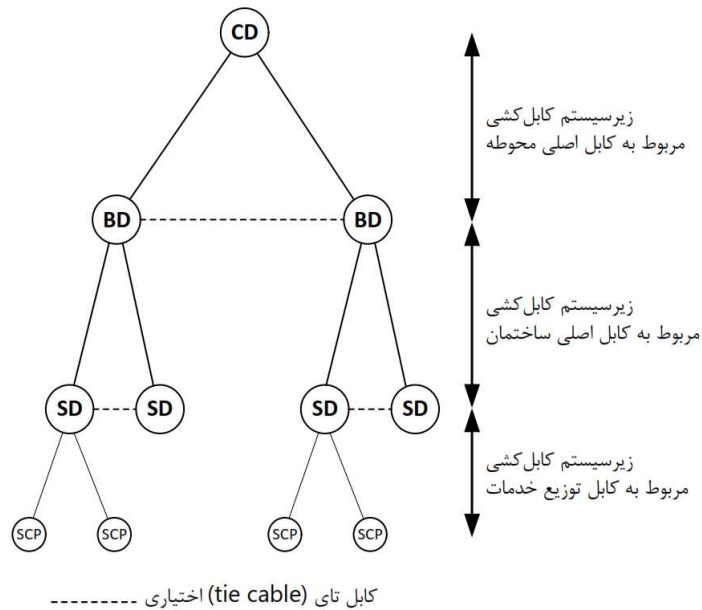 CD
زیرسیستم کابل‌کشی
مربوط به کابل اصلی محوطه
BD
BD
زیرسیستم کابل‌کشی
مربوط به کابل اصلی ساختمان
SD
SD
SD
SD
زیرسیستم کابل‌کشی
مربوط به کابل توزیع خدمات
SCP
SCP
SCP
SCP
کابل تای (tie cable) اختیاری